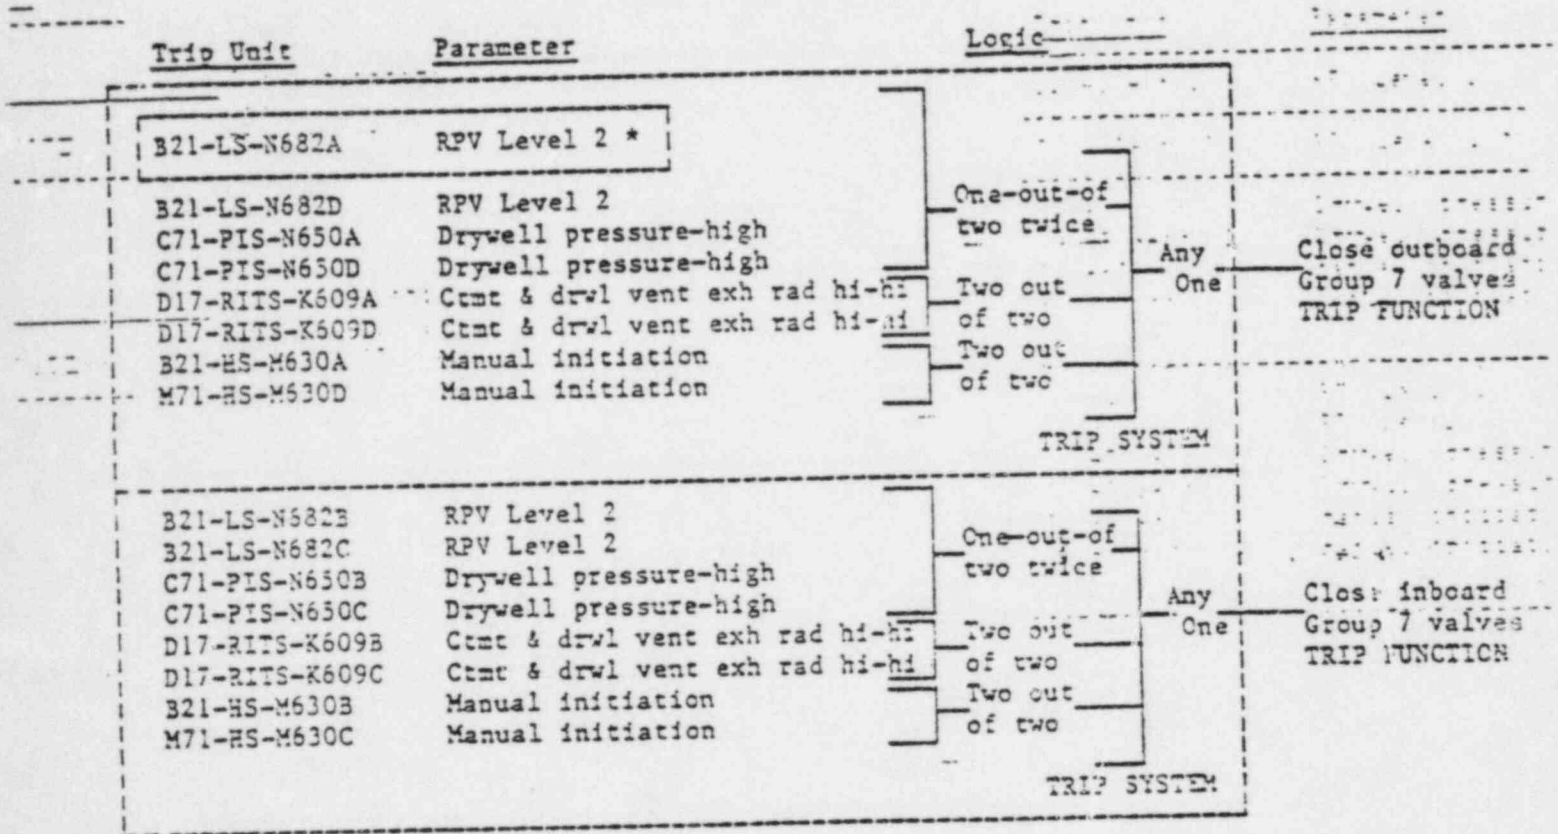 Trip Unit Parameter Logic
B21-LS-N682A RPV Level 2 *
B21-LS-N682D RPV Level 2
C71-PIS-N650A Drywell pressure-high
C71-PIS-N650D Drywell pressure-high
D17-RITS-K609A Ctmt & drwl vent exh rad hi-hi
D17-RITS-K609D Ctmt & drwl vent exh rad hi-hi
B21-HS-M630A Manual initiation
M71-HS-M630D Manual initiation
One-out-of
two twice
Two out
of two
Two out
of two
Any
One
Close outboard
Group 7 valves
TRIP FUNCTION
TRIP SYSTEM
B21-LS-N682B RPV Level 2
B21-LS-N682C RPV Level 2
C71-PIS-N650B Drywell pressure-high
C71-PIS-N650C Drywell pressure-high
D17-RITS-K609B Ctmt & drwl vent exh rad hi-hi
D17-RITS-K609C Ctmt & drwl vent exh rad hi-hi
B21-HS-M630B Manual initiation
M71-HS-M630C Manual initiation
One-out-of
two twice
Two out
of two
Two out
of two
Any
One
Close inboard
Group 7 valves
TRIP FUNCTION
TRIP SYSTEM